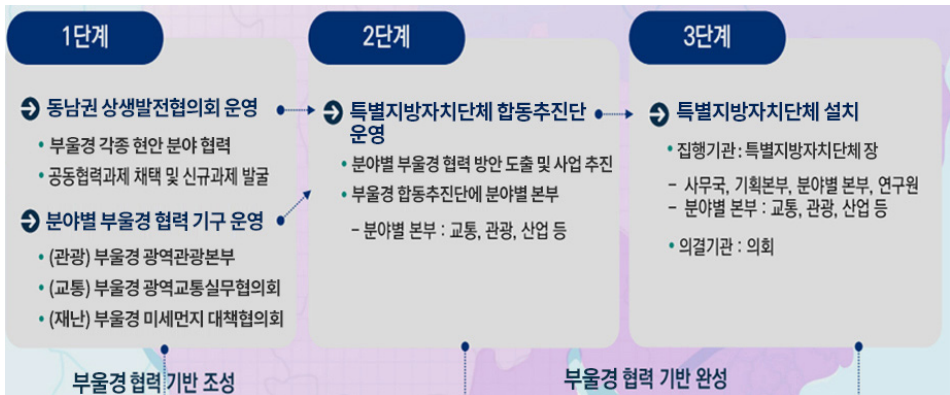 1단계
동남권 상생발전협의회 운영
• 부울경 각종 현안 분야 협력
• 공동협력과제 채택 및 신규과제 발굴
분야별 부울경 협력 기구 운영
• (관광) 부울경 광역관광본부
• (교통) 부울경 광역교통실무협의회
• (재난) 부울경 미세먼지 대책협의회
2단계
특별지방자치단체 합동추진단
운영
• 분야별 부울경 협력 방안 도출 및 사업 추진
• 부울경 합동추진단에 분야별 본부
– 분야별 본부 : 교통, 관광, 산업 등
3단계
특별지방자치단체 설치
• 집행기관 : 특별지방자치단체장
– 사무국, 기획본부, 분야별 본부, 연구원
– 분야별 본부 : 교통, 관광, 산업 등
• 의결기관 : 의회
부울경 협력 기반 조성
부울경 협력 기반 완성